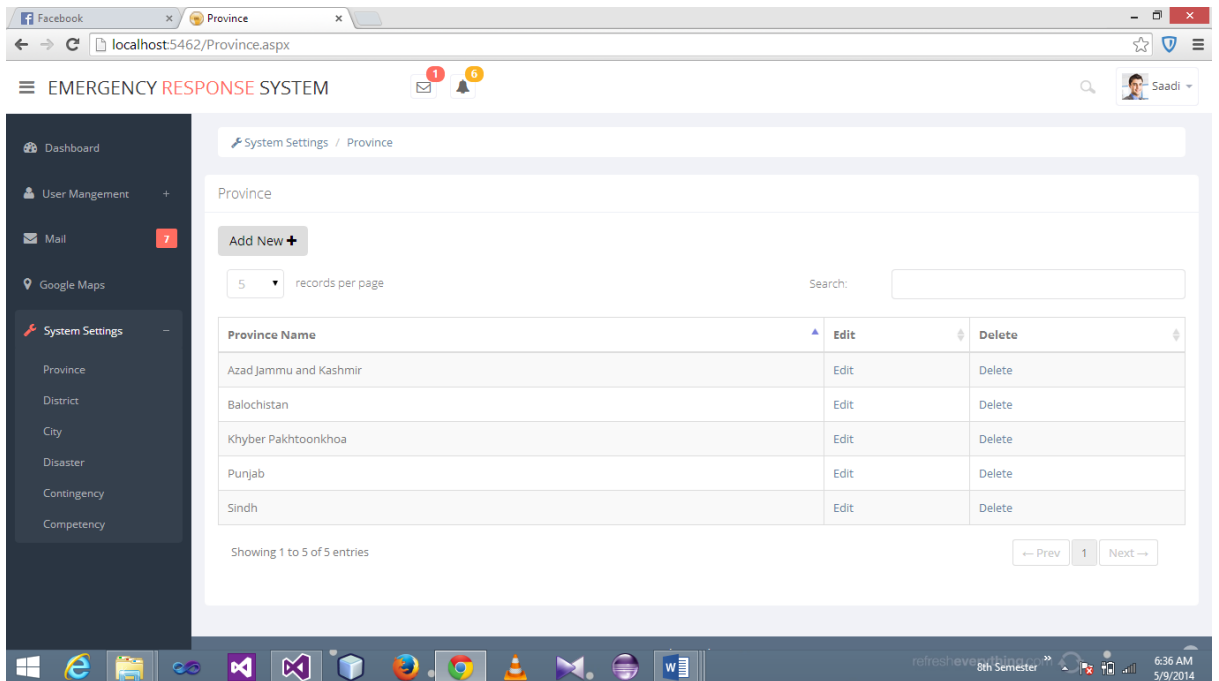 Facebook ×
Province ×
localhost:5462/Province.aspx
EMERGENCY RESPONSE SYSTEM
1
6
Saadi
Dashboard
User Mangement +
Mail 7
Google Maps
System Settings −
Province
District
City
Disaster
Contingency
Competency
System Settings / Province
Province
Add New +
5 records per page
Search:
Province Name Edit Delete
Azad Jammu and Kashmir Edit Delete
Balochistan Edit Delete
Khyber Pakhtoonkhoa Edit Delete
Punjab Edit Delete
Sindh Edit Delete
Showing 1 to 5 of 5 entries
← Prev 1 Next →
8th Semester »
6:36 AM
5/9/2014